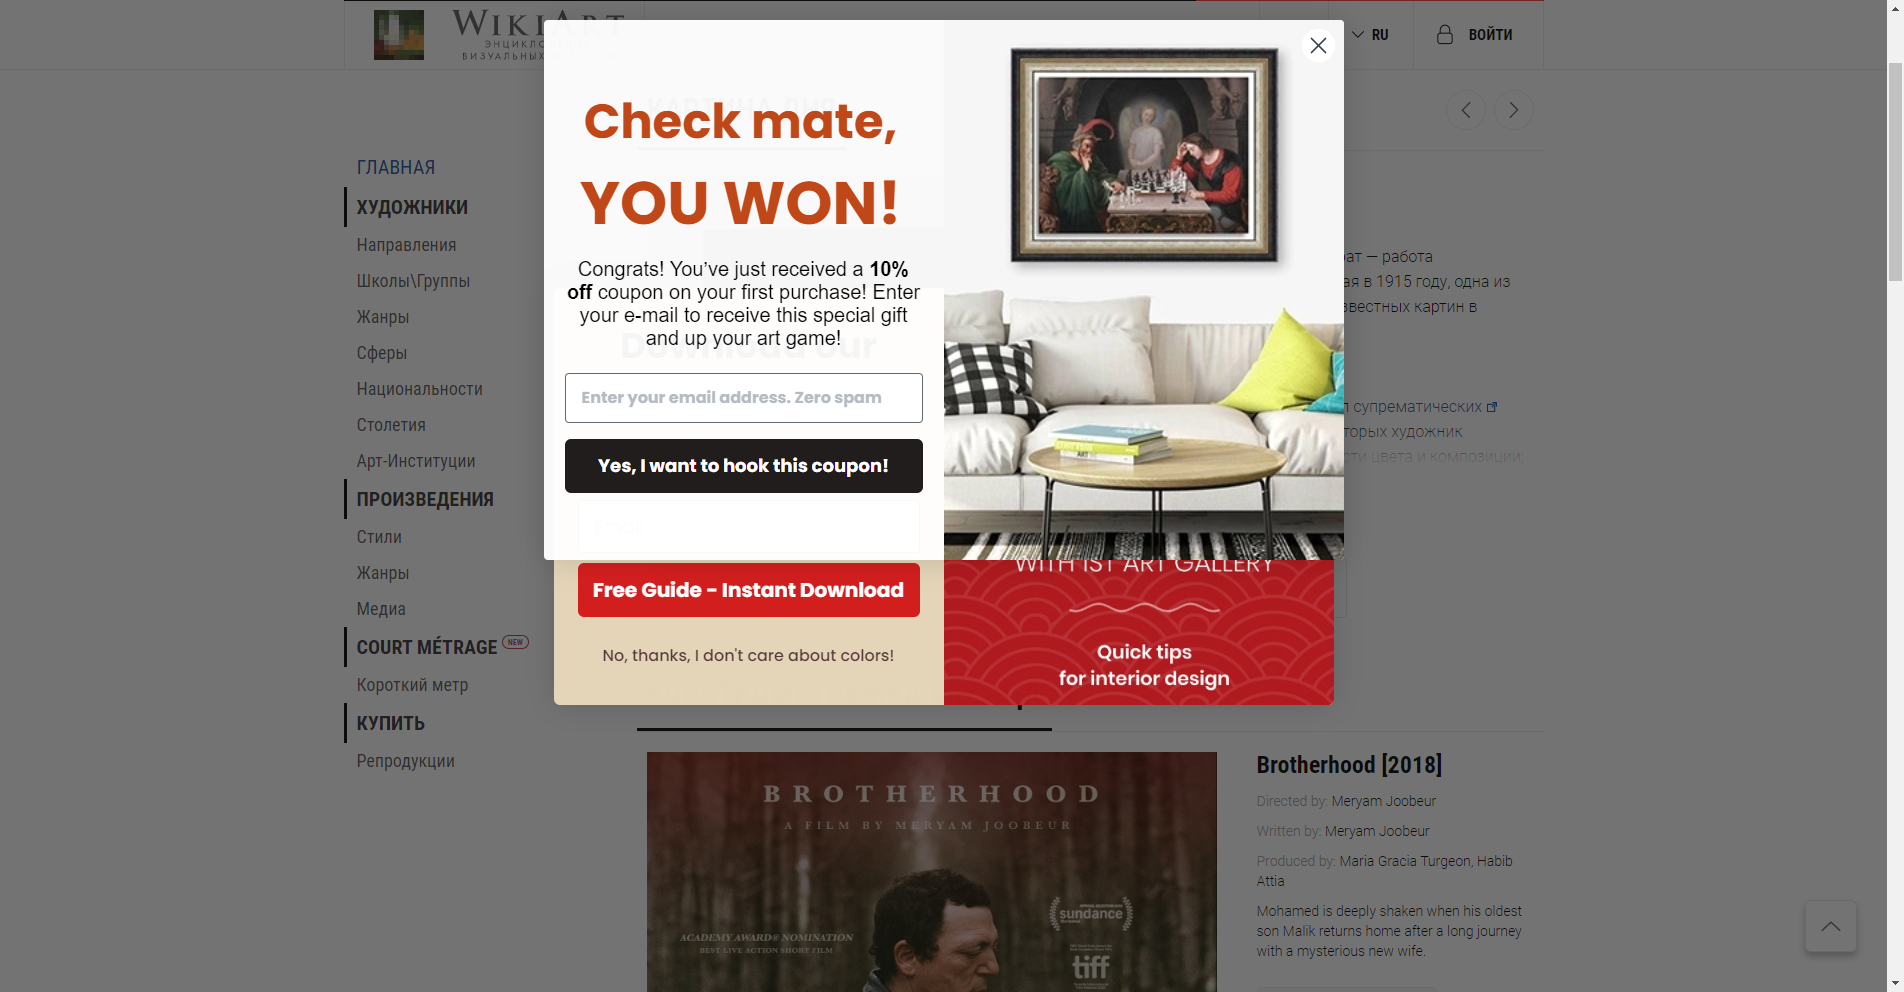 WIKIART
ЭНЦИКЛО
ВИЗУАЛЬНЫХ
RU
ВОЙТИ
ГЛАВНАЯ
ХУДОЖНИКИ
Направления
Школы\Группы
Жанры
Сферы
Национальности
Столетия
Арт-Институции
ПРОИЗВЕДЕНИЯ
Стили
Жанры
Медиа
COURT MÉTRAGE NEW
Короткий метр
КУПИТЬ
Репродукции
Check mate,
YOU WON!
Congrats! You’ve just received a 10%
off coupon on your first purchase! Enter
your e-mail to receive this special gift
and up your art game!
Enter your email address. Zero spam
Yes, I want to hook this coupon!
Download our
Free Guide - Instant Download
No, thanks, I don't care about colors!
WITH 1ST ART GALLERY
Quick tips
for interior design
ат — работа
ая в 1915 году, одна из
звестных картин в
л супрематических
торых художник
сти цвета и композиции;
BROTHERHOOD
A FILM BY MERYAM JOOBEUR
ACADEMY AWARD® NOMINATION
BEST LIVE ACTION SHORT FILM
sundance
tiff
Brotherhood [2018]
Directed by: Meryam Joobeur
Written by: Meryam Joobeur
Produced by: Maria Gracia Turgeon, Habib
Attia
Mohamed is deeply shaken when his oldest
son Malik returns home after a long journey
with a mysterious new wife.